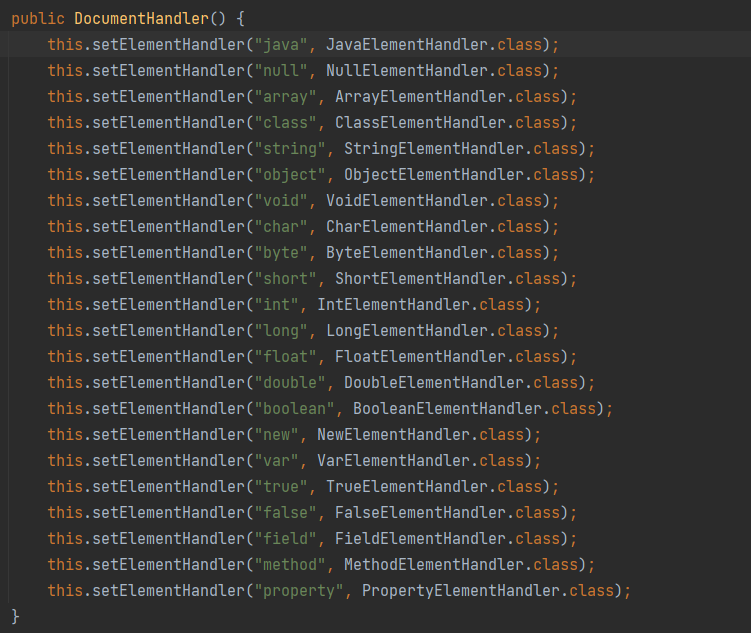 public DocumentHandler() {
    this.setElementHandler("java", JavaElementHandler.class);
    this.setElementHandler("null", NullElementHandler.class);
    this.setElementHandler("array", ArrayElementHandler.class);
    this.setElementHandler("class", ClassElementHandler.class);
    this.setElementHandler("string", StringElementHandler.class);
    this.setElementHandler("object", ObjectElementHandler.class);
    this.setElementHandler("void", VoidElementHandler.class);
    this.setElementHandler("char", CharElementHandler.class);
    this.setElementHandler("byte", ByteElementHandler.class);
    this.setElementHandler("short", ShortElementHandler.class);
    this.setElementHandler("int", IntElementHandler.class);
    this.setElementHandler("long", LongElementHandler.class);
    this.setElementHandler("float", FloatElementHandler.class);
    this.setElementHandler("double", DoubleElementHandler.class);
    this.setElementHandler("boolean", BooleanElementHandler.class);
    this.setElementHandler("new", NewElementHandler.class);
    this.setElementHandler("var", VarElementHandler.class);
    this.setElementHandler("true", TrueElementHandler.class);
    this.setElementHandler("false", FalseElementHandler.class);
    this.setElementHandler("field", FieldElementHandler.class);
    this.setElementHandler("method", MethodElementHandler.class);
    this.setElementHandler("property", PropertyElementHandler.class);
}